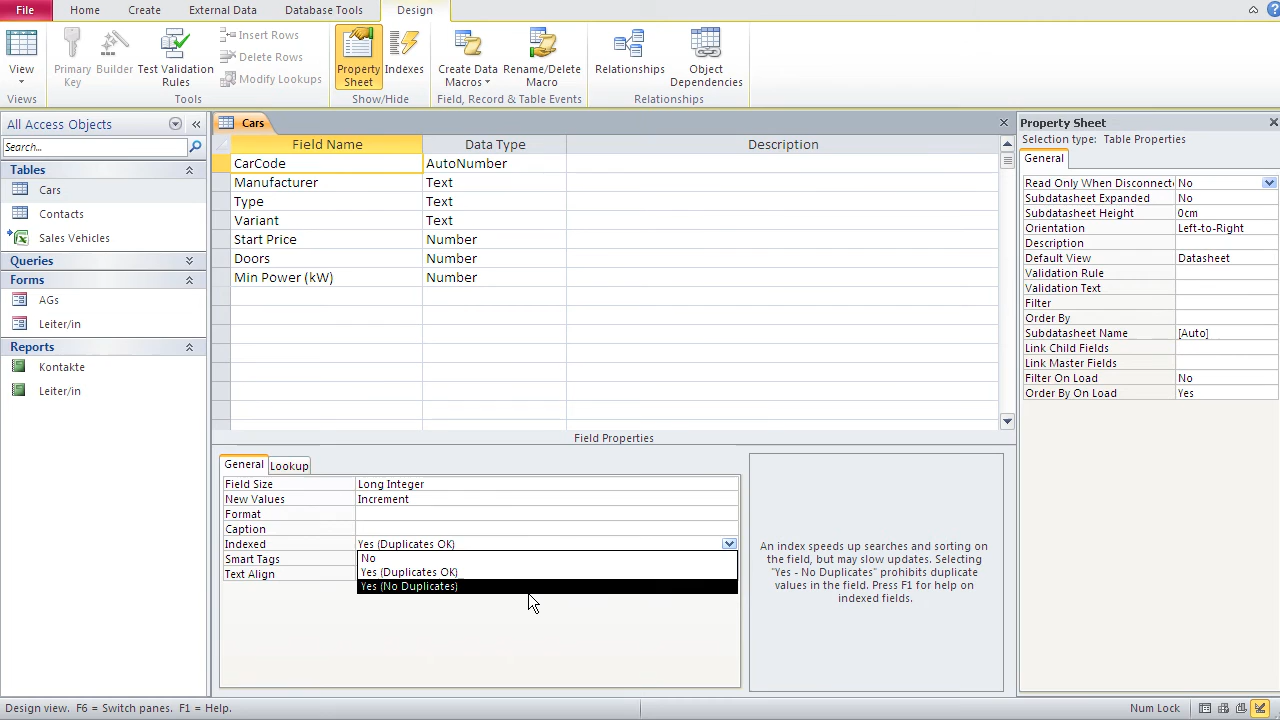 File Home Create External Data Database Tools Design
View
Primary Key
Builder
Test Validation Rules
Insert Rows
Delete Rows
Modify Lookups
Property Sheet
Indexes
Create Data Macros
Rename/Delete Macro
Relationships
Object Dependencies
Views Tools Show/Hide Field, Record & Table Events Relationships
All Access Objects
Search...
Tables
Cars
Contacts
Sales Vehicles
Queries
Forms
AGs
Leiter/in
Reports
Kontakte
Leiter/in
Cars
Field Name Data Type Description
CarCode AutoNumber
Manufacturer Text
Type Text
Variant Text
Start Price Number
Doors Number
Min Power (kW) Number
Field Properties
General Lookup
Field Size Long Integer
New Values Increment
Format
Caption
Indexed Yes (Duplicates OK)
Smart Tags
Text Align
No
Yes (Duplicates OK)
Yes (No Duplicates)
An index speeds up searches and sorting on
the field, but may slow updates. Selecting
"Yes - No Duplicates" prohibits duplicate
values in the field. Press F1 for help on
indexed fields.
Property Sheet
Selection type: Table Properties
General
Read Only When Disconnect No
Subdatasheet Expanded No
Subdatasheet Height 0cm
Orientation Left-to-Right
Description
Default View Datasheet
Validation Rule
Validation Text
Filter
Order By
Subdatasheet Name [Auto]
Link Child Fields
Link Master Fields
Filter On Load No
Order By On Load Yes
Design view. F6 = Switch panes. F1 = Help. Num Lock